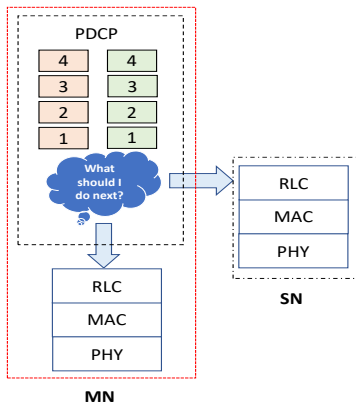 PDCP
4 4
3 3
2 2
1 1
What
should I
do next?
RLC
MAC
PHY
SN
RLC
MAC
PHY
MN